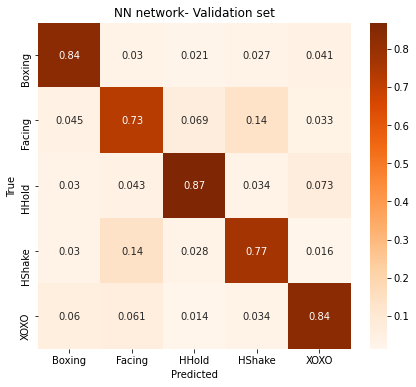 NN network- Validation set
Boxing 0.84 0.03 0.021 0.027 0.041
Facing 0.045 0.73 0.069 0.14 0.033
HHold 0.03 0.043 0.87 0.034 0.073
HShake 0.03 0.14 0.028 0.77 0.016
XOXO 0.06 0.061 0.014 0.034 0.84
True
Boxing Facing HHold HShake XOXO
Predicted
0.8
0.7
0.6
0.5
0.4
0.3
0.2
0.1